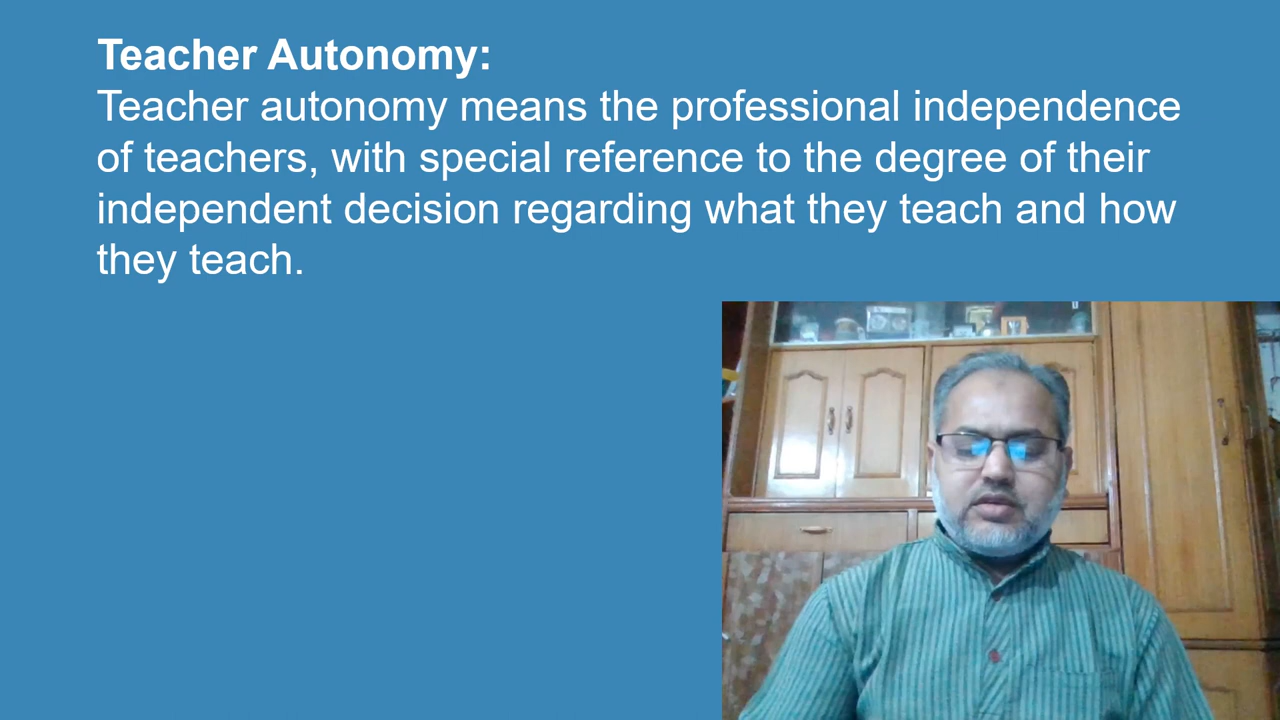 Teacher Autonomy:
Teacher autonomy means the professional independence
of teachers, with special reference to the degree of their
independent decision regarding what they teach and how
they teach.